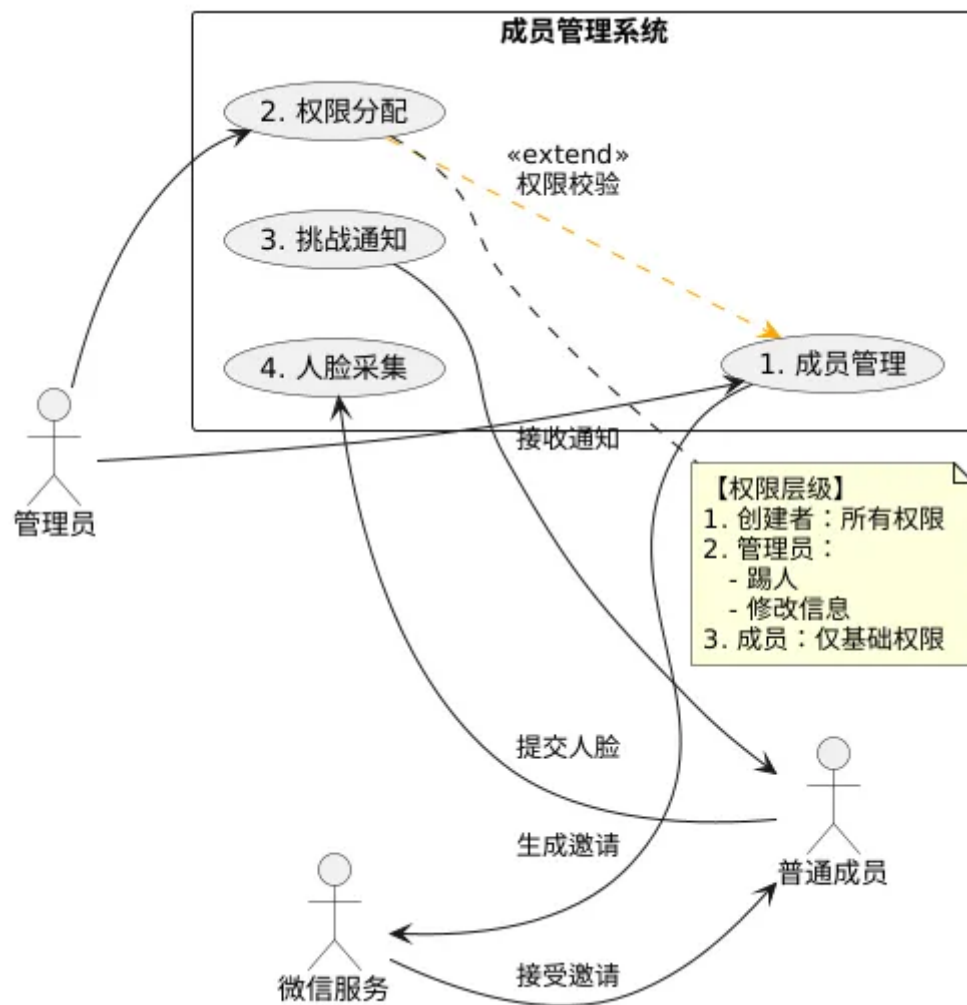 成员管理系统
2. 权限分配
«extend»
权限校验
3. 挑战通知
4. 人脸采集
1. 成员管理
接收通知
管理员
【权限层级】
1. 创建者：所有权限
2. 管理员：
- 踢人
- 修改信息
3. 成员：仅基础权限
提交人脸
生成邀请
普通成员
接受邀请
微信服务